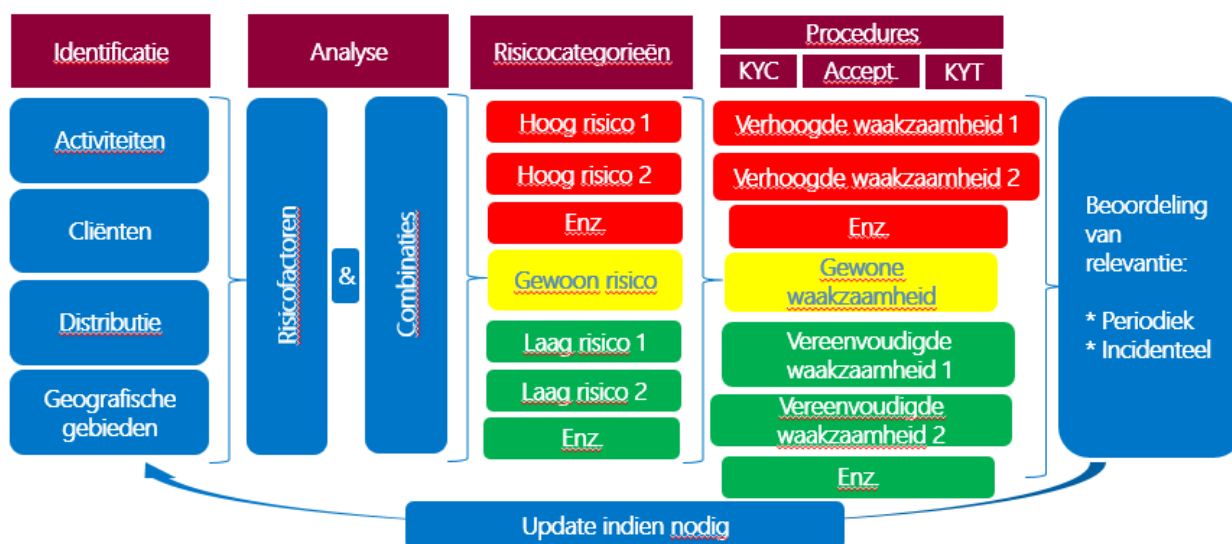 Identificatie
Analyse
Risicocategorieën
Procedures
KYC
Accept.
KYT
Activiteiten
Cliënten
Distributie
Geografische
gebieden
Risicofactoren
&
Combinaties
Hoog risico 1
Hoog risico 2
Enz.
Gewoon risico
Laag risico 1
Laag risico 2
Enz.
Verhoogde waakzaamheid 1
Verhoogde waakzaamheid 2
Enz.
Gewone
waakzaamheid
Vereenvoudigde
waakzaamheid 1
Vereenvoudigde
waakzaamheid 2
Enz.
Beoordeling
van
relevantie:
* Periodiek
* Incidenteel
Update indien nodig